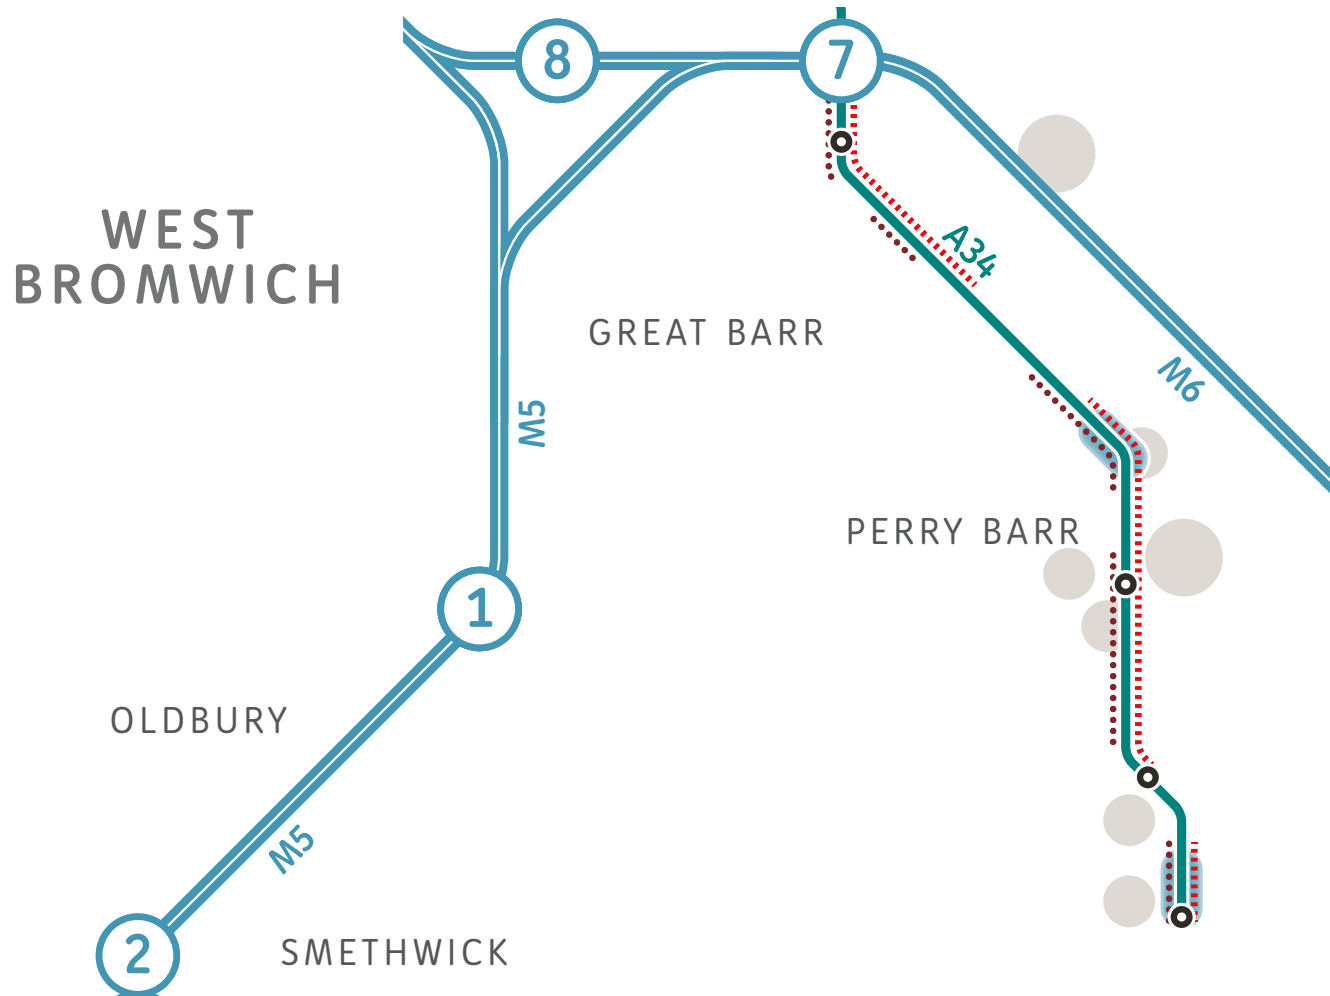 8
7
WEST
BROMWICH
A34
GREAT BARR
M6
M5
PERRY BARR
1
OLDBURY
M5
2
SMETHWICK